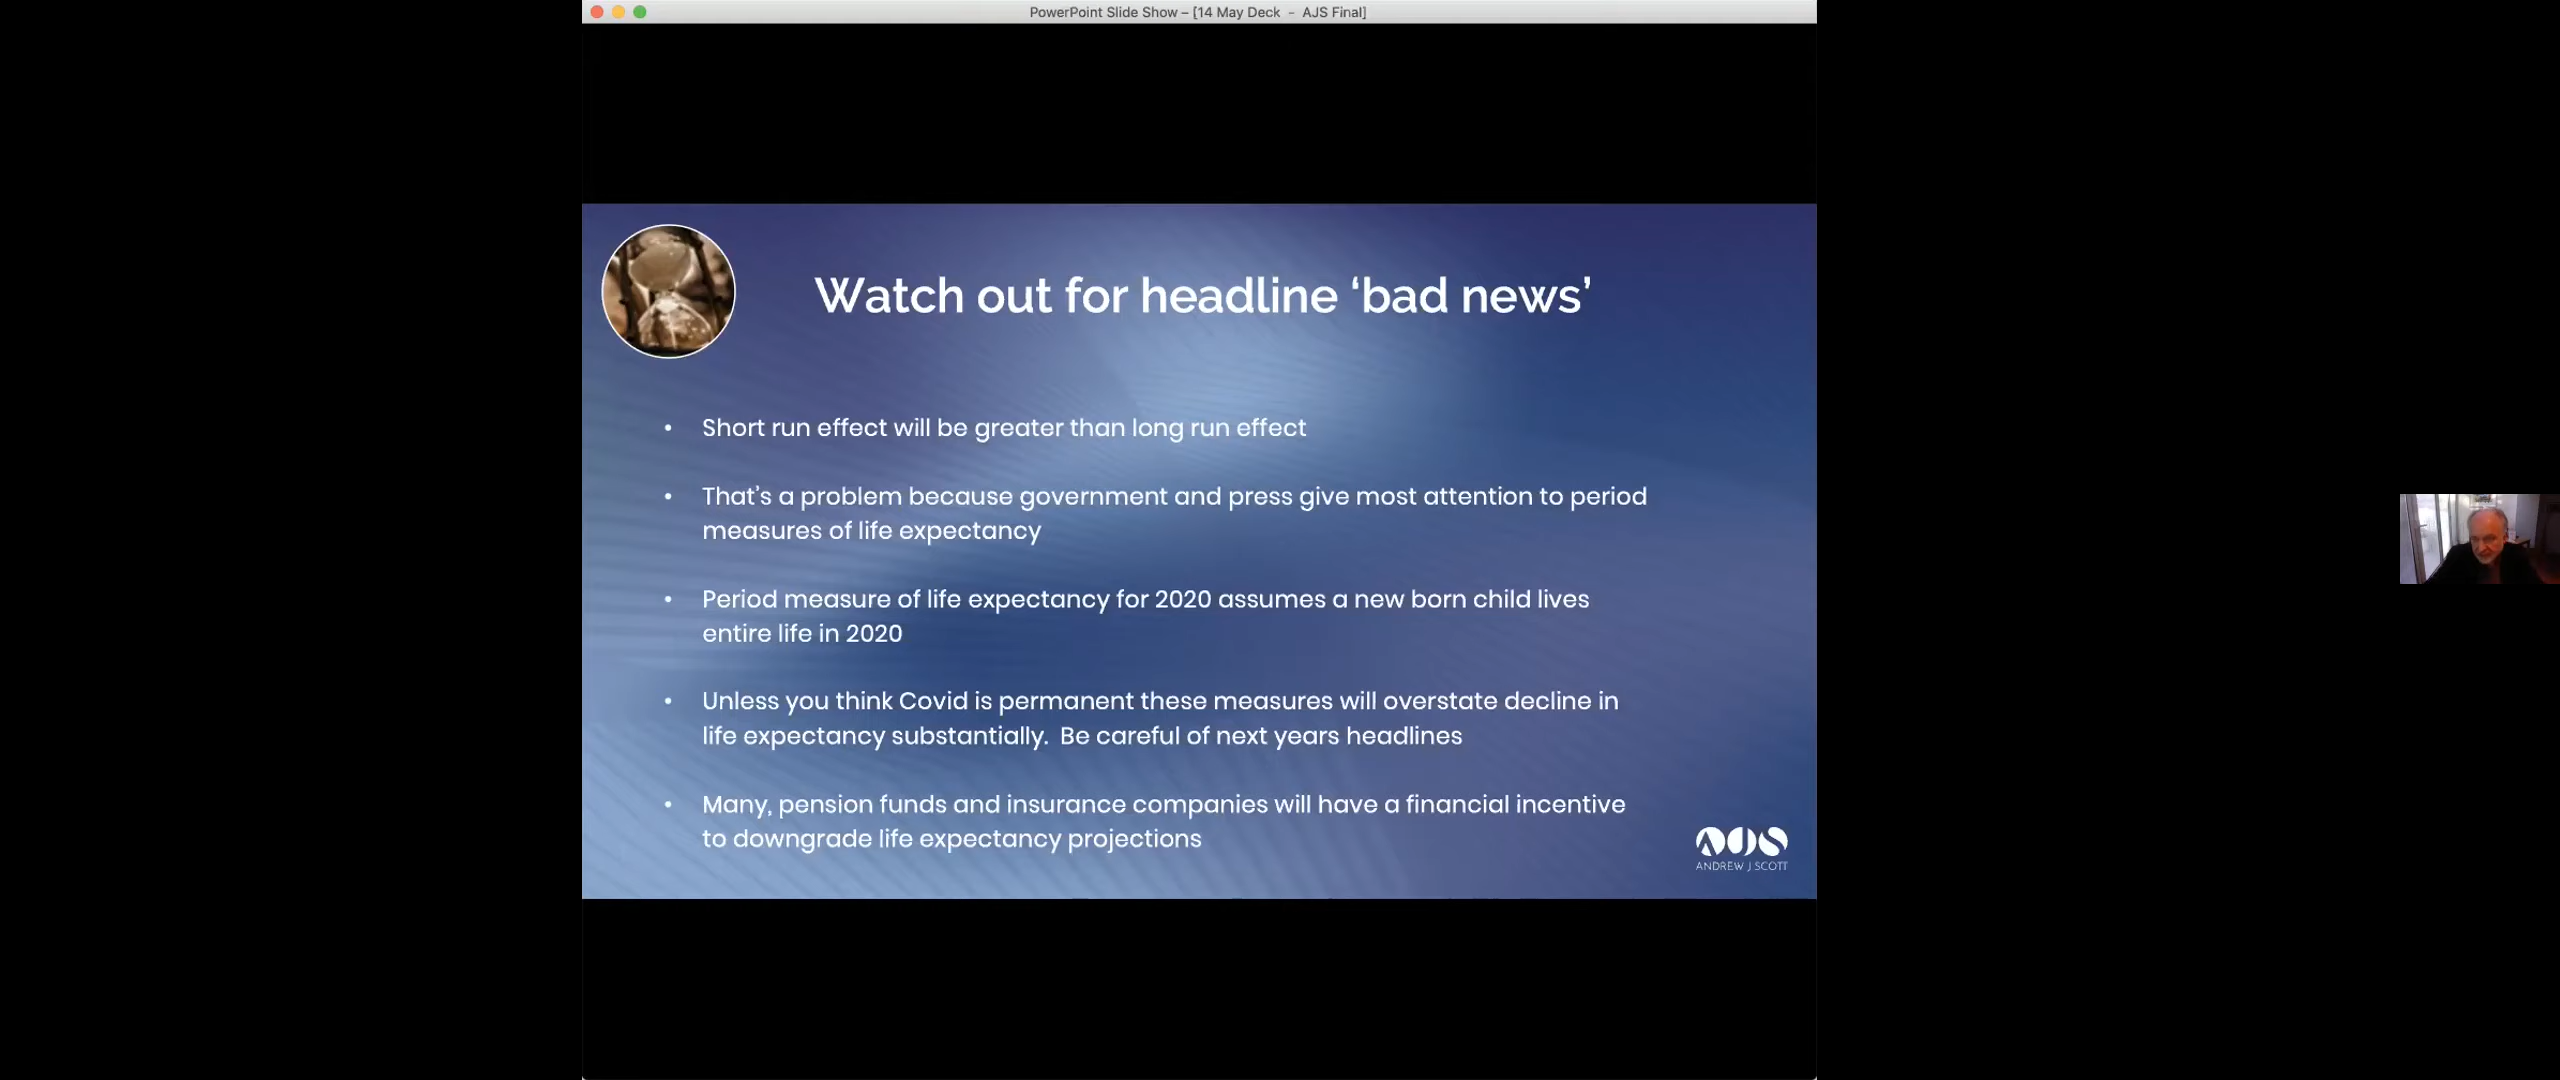 PowerPoint Slide Show – [14 May Deck - AJS Final]
Watch out for headline ‘bad news’
• Short run effect will be greater than long run effect
• That's a problem because government and press give most attention to period
measures of life expectancy
• Period measure of life expectancy for 2020 assumes a new born child lives
entire life in 2020
• Unless you think Covid is permanent these measures will overstate decline in
life expectancy substantially.  Be careful of next years headlines
• Many, pension funds and insurance companies will have a financial incentive
to downgrade life expectancy projections
AJS
ANDREW J SCOTT